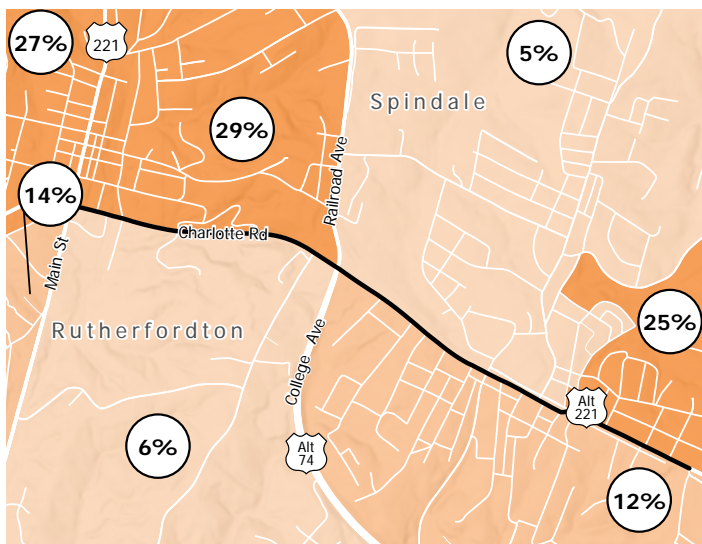 27%
221
5%
Spindale
29%
Railroad Ave
14%
Charlotte Rd
Main St
Rutherfordton
25%
College Ave
Alt
221
6%
Alt
74
12%